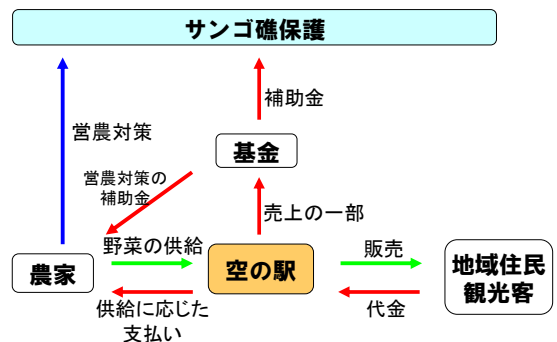 サンゴ礁保護
営農対策
補助金
基金
営農対策の
補助金
売上の一部
野菜の供給
販売
農家
空の駅
地域住民
観光客
供給に応じた
支払い
代金